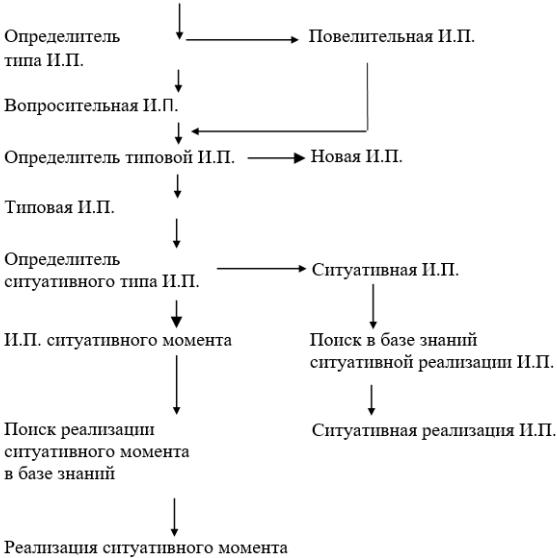 Определитель
типа И.П.
Повелительная И.П.
Вопросительная И.П.
Определитель типовой И.П.
Новая И.П.
Типовая И.П.
Определитель
ситуативного типа И.П.
Ситуативная И.П.
И.П. ситуативного момента
Поиск в базе знаний
ситуативной реализации И.П.
Поиск реализации
ситуативного момента
в базе знаний
Ситуативная реализация И.П.
Реализация ситуативного момента